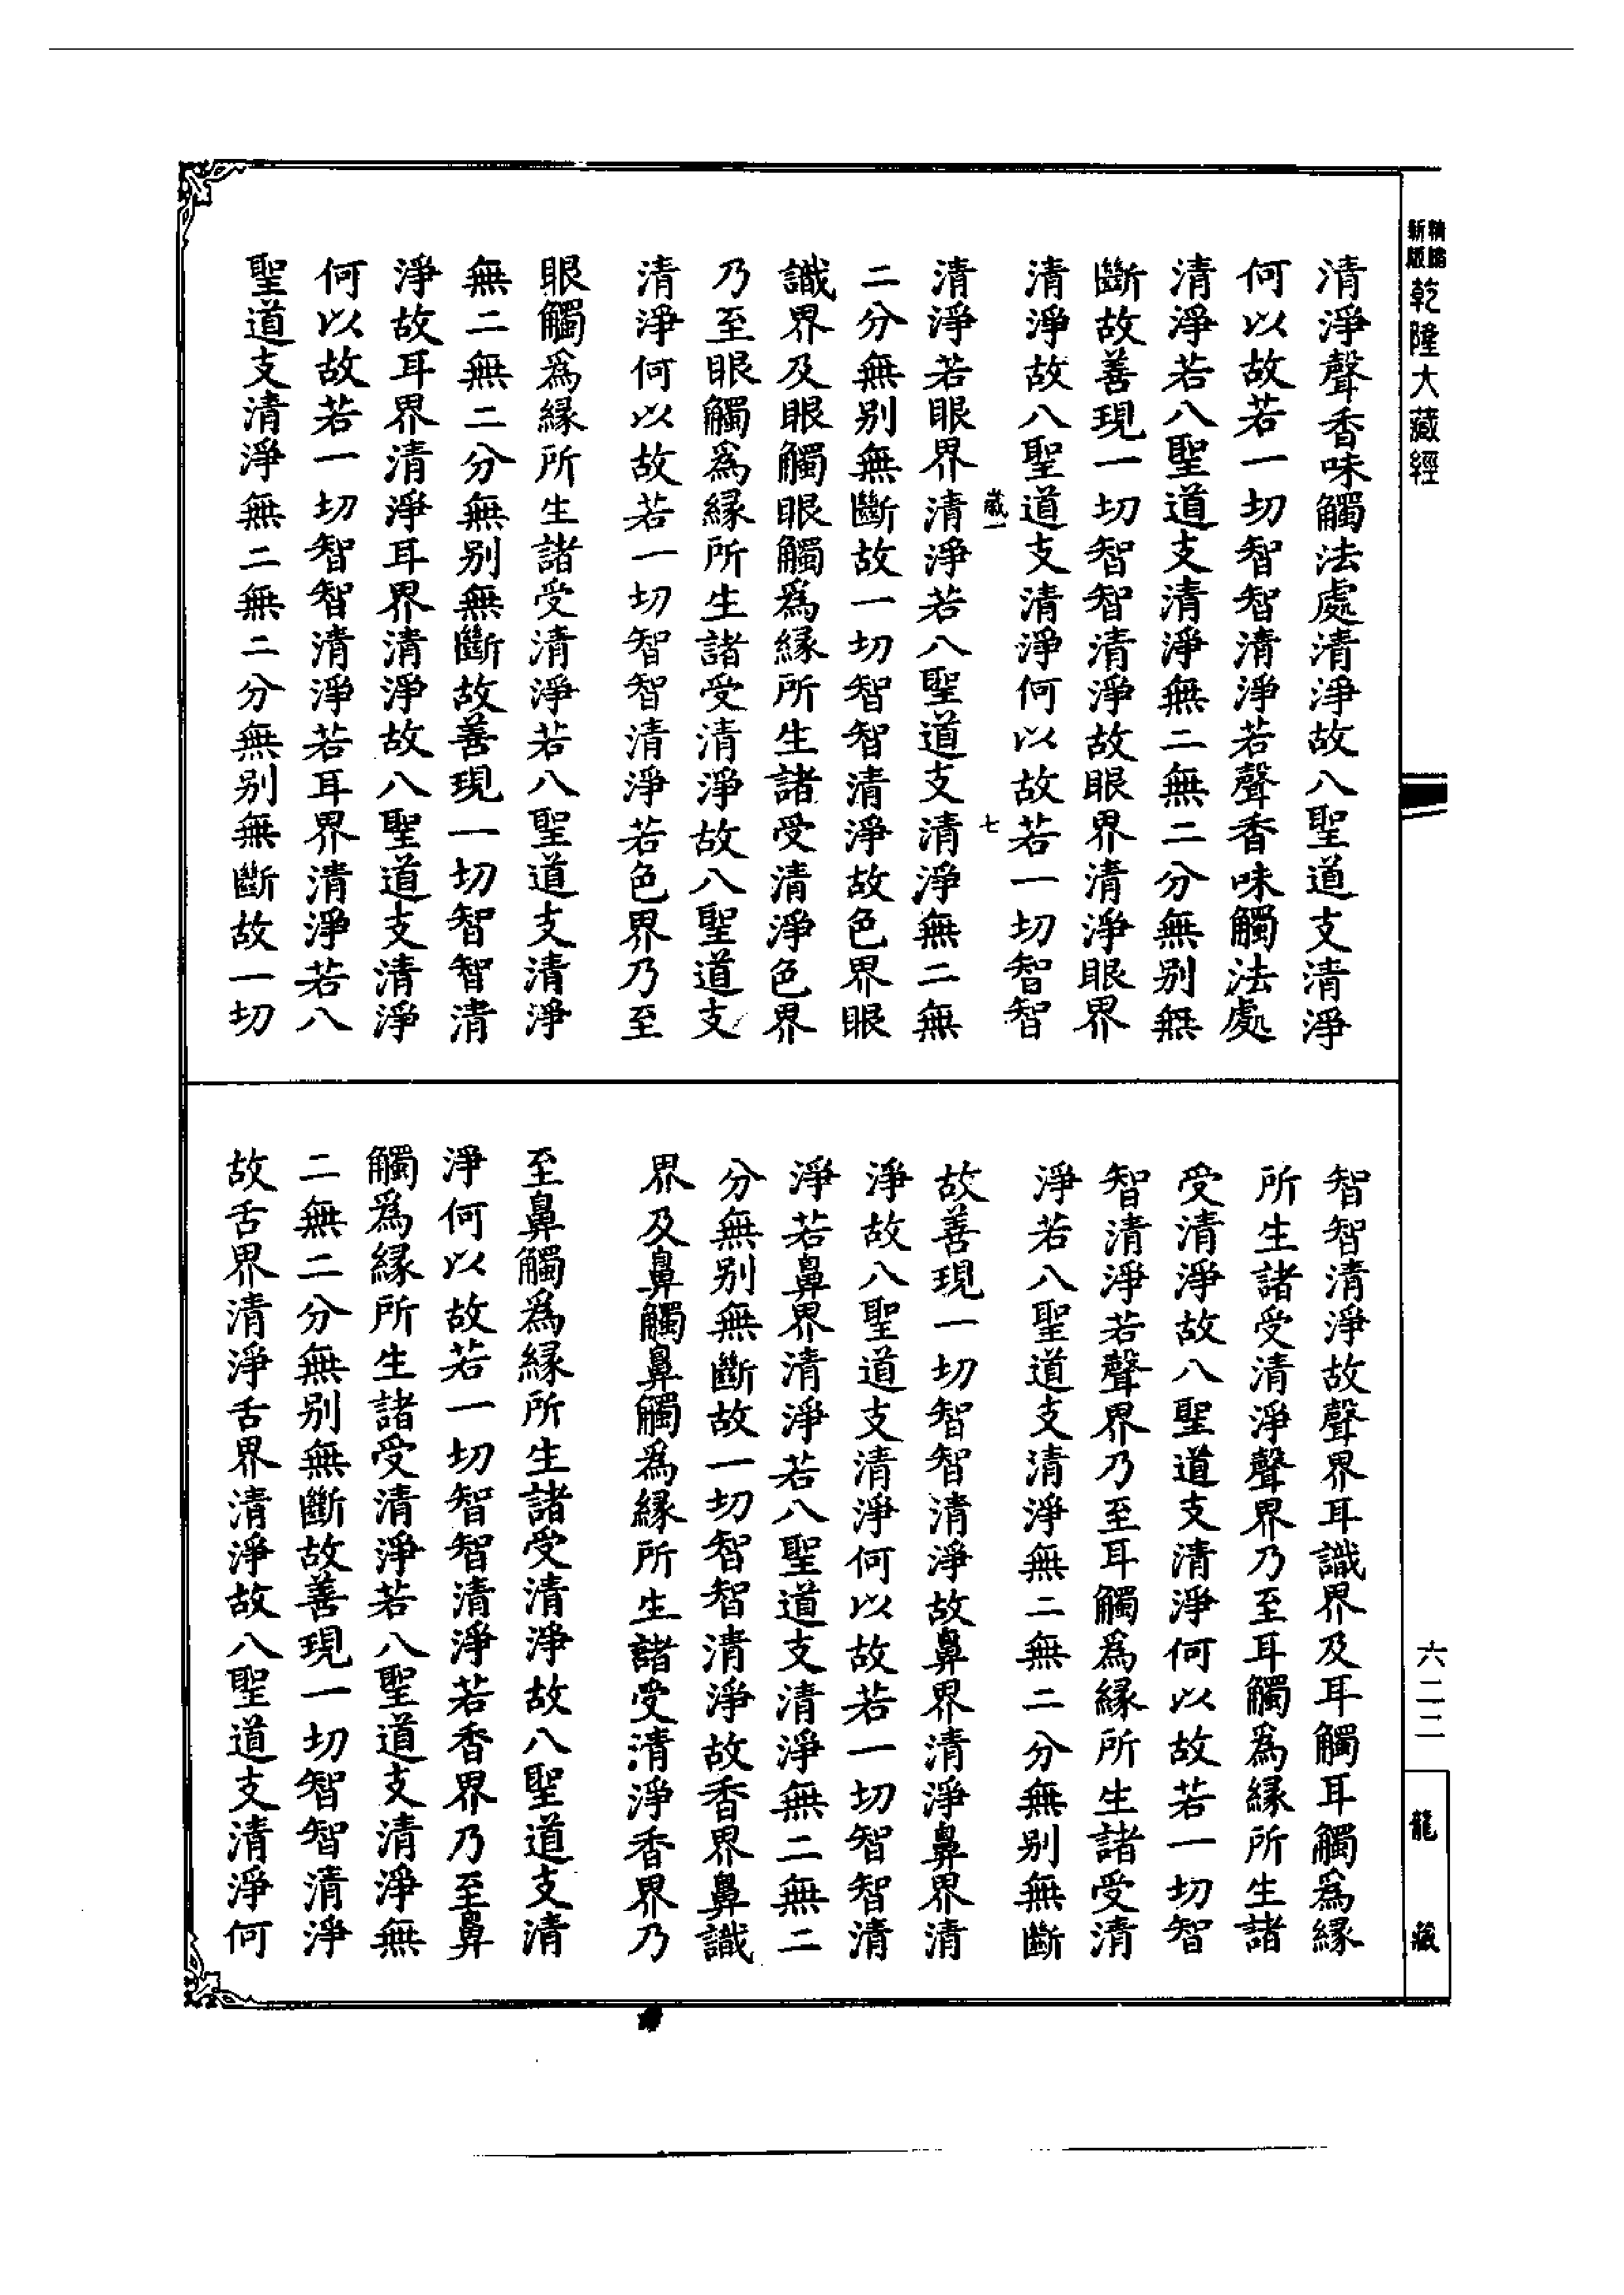 新版
精縮
乾隆大藏經
清淨聲香味觸法處清淨故八聖道支清淨
何以故若一切智智清淨若聲香味觸法處
清淨若八聖道支清淨無二無二分無别無
斷故善現一切智智清淨故眼界清淨眼界
清淨故八聖道支清淨何以故若一切智智
七
清淨若眼界清淨若八聖道支清淨無二無
二分無别無斷故一切智智清淨故色界眼
識界及眼觸眼觸爲緣所生諸受清淨色界
乃至眼觸爲緣所生諸受清淨故八聖道支
清淨何以故若一切智智清淨若色界乃至
眼觸爲緣所生諸受清淨若八聖道支清淨
無二無二分無别無斷故善現一切智智清
淨故耳界清淨耳界清淨故八聖道支清淨
何以故若一切智智清淨若耳界清淨若八
聖道支清淨無二無二分無别無斷故一切
智智清淨故聲界耳識界及耳觸耳觸爲緣
所生諸受清淨聲界乃至耳觸爲緣所生諸
受清淨故八聖道支清淨何以故若一切智
智清淨若聲界乃至耳觸爲緣所生諸受清
淨若八聖道支清淨無二無二分無别無斷
故善現一切智智清淨故鼻界清淨鼻界清
淨故八聖道支清淨何以故若一切智智清
淨若鼻界清淨若八聖道支清淨無二無二
分無别無斷故一切智智清淨故香界鼻識
界及鼻觸鼻觸爲緣所生諸受清淨香界乃
至鼻觸爲緣所生諸受清淨故八聖道支清
淨何以故若一切智智清淨若香界乃至鼻
觸爲緣所生諸受清淨若八聖道支清淨無
二無二分無别無斷故善現一切智智清淨
故舌界清淨舌界清淨故八聖道支清淨何
六二二
龍藏